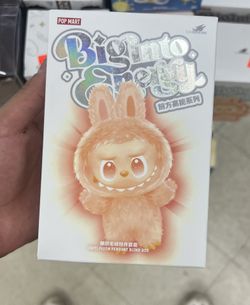 POP MART
Big into
Energy
前方高能系列
VINYL PLUSH PENDANT BLIND BOX